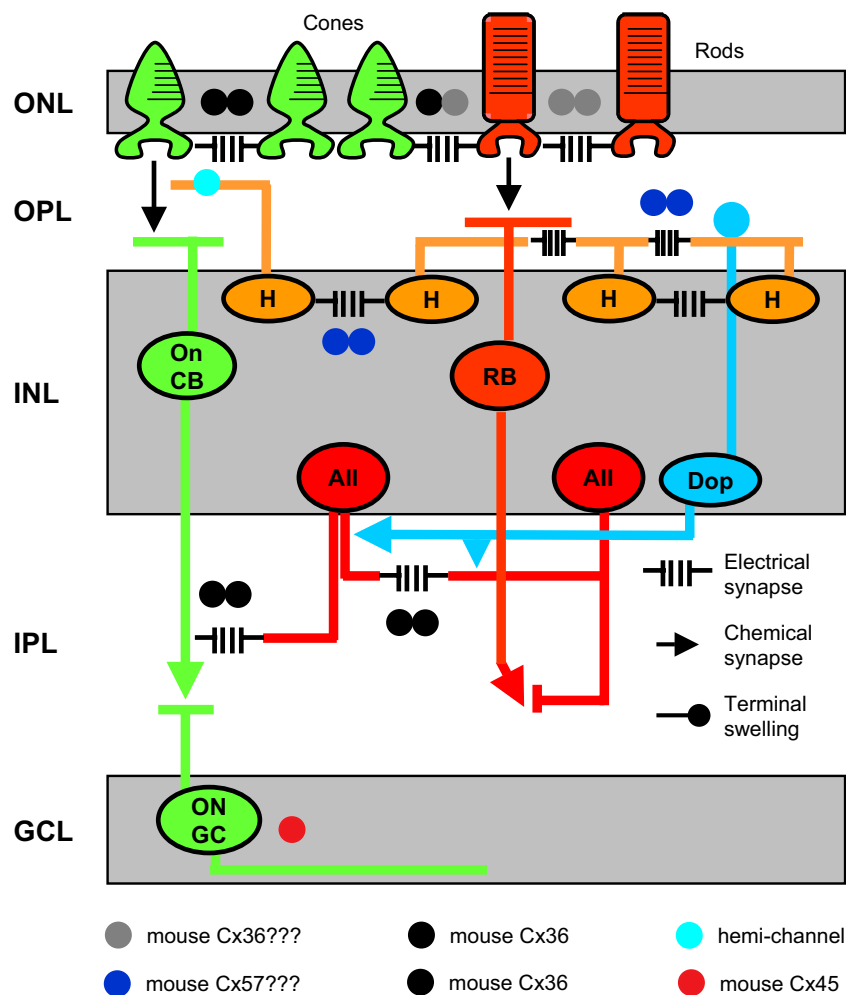 Cones
Rods
ONL
OPL
H
H
H
H
On
CB
RB
INL
AII
AII
Dop
Electrical
synapse
Chemical
synapse
IPL
Terminal
swelling
ON
GC
GCL
mouse Cx36???
mouse Cx36
hemi-channel
mouse Cx57???
mouse Cx36
mouse Cx45